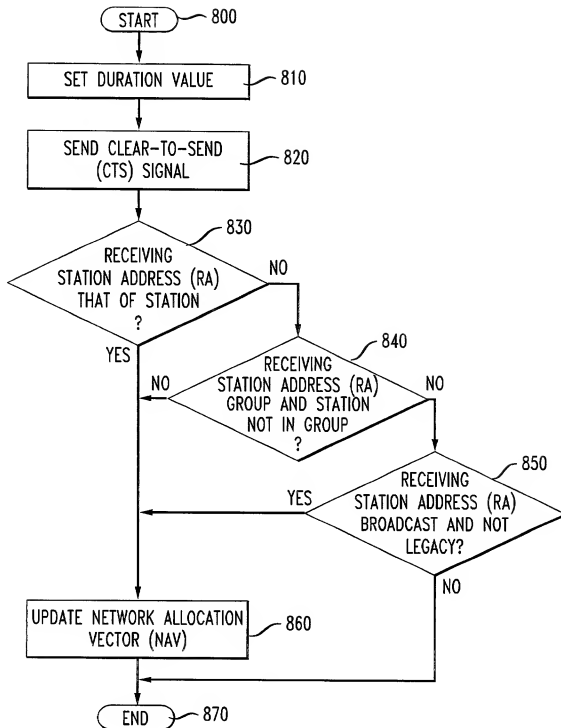 START
800
SET DURATION VALUE
810
SEND CLEAR-TO-SEND
(CTS) SIGNAL
820
830
RECEIVING
STATION ADDRESS (RA)
THAT OF STATION
?
NO
YES
840
RECEIVING
STATION ADDRESS (RA)
GROUP AND STATION
NOT IN GROUP
?
NO
NO
850
RECEIVING
STATION ADDRESS (RA)
BROADCAST AND NOT
LEGACY?
YES
NO
UPDATE NETWORK ALLOCATION
VECTOR (NAV)
860
END
870